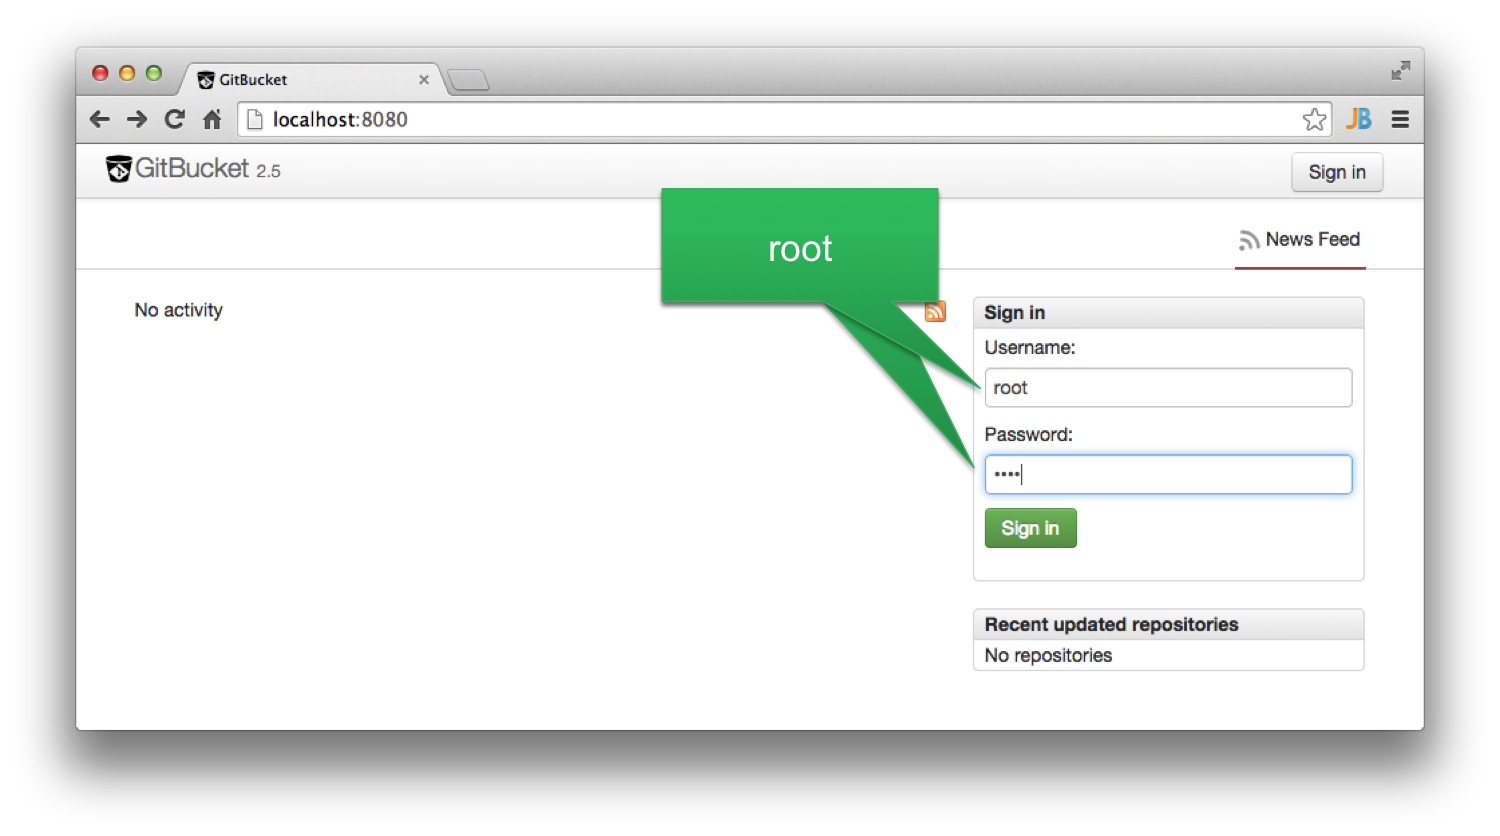 GitBucket
localhost:8080
JB
GitBucket 2.5
Sign in
root
News Feed
No activity
Sign in
Username:
root
Password:
••••
Sign in
Recent updated repositories
No repositories